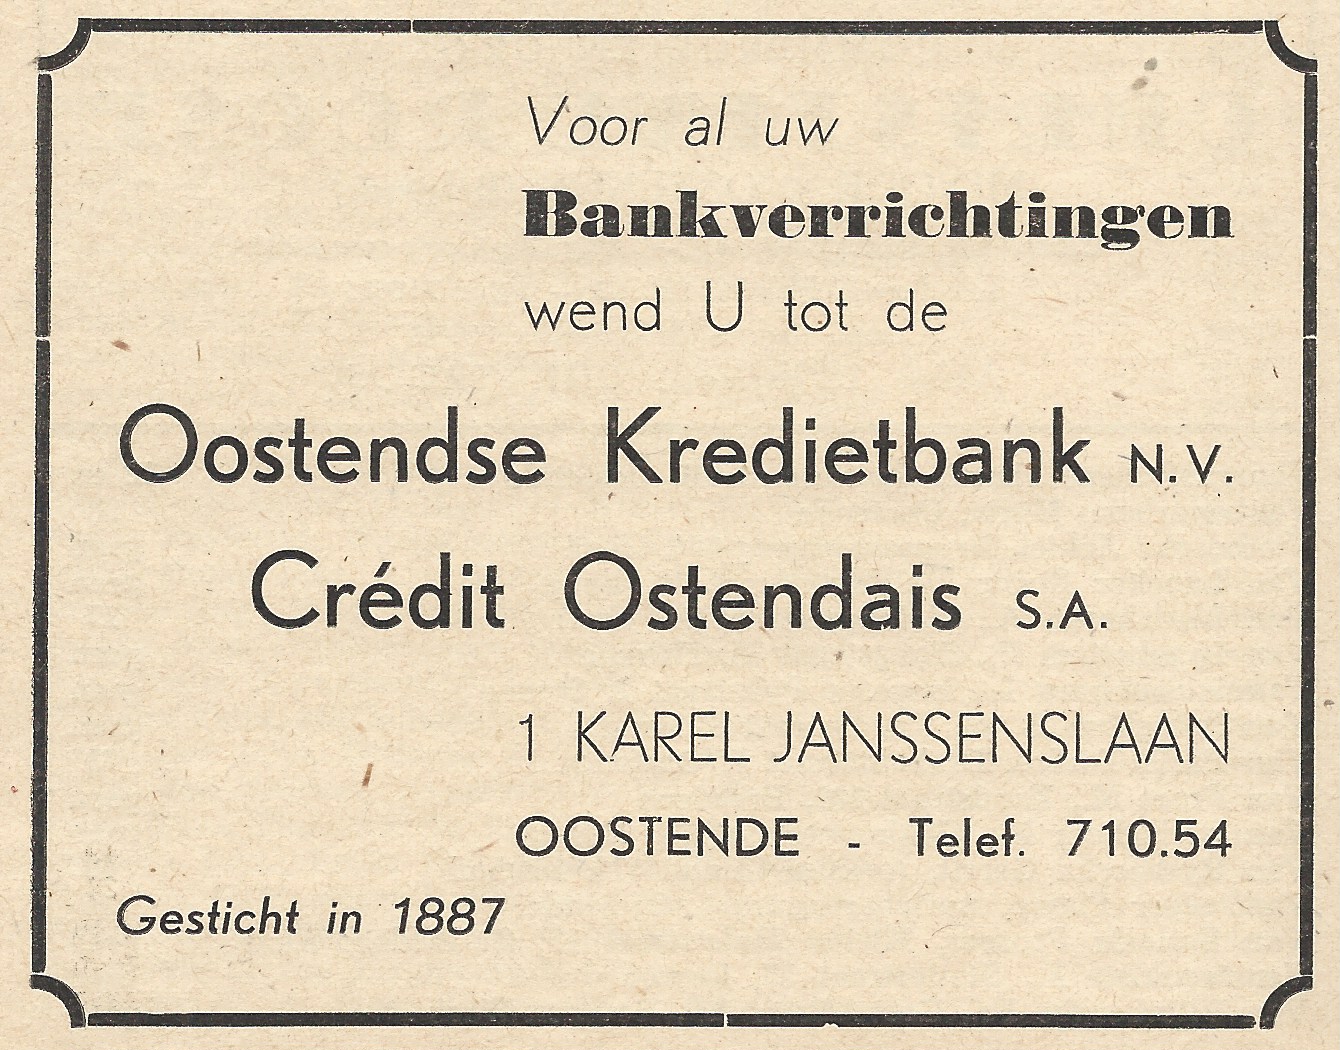 Voor al uw
Bankverrichtingen
wend U tot de
Oostendse Kredietbank N.V.
Crédit Ostendais S.A.
1 KAREL JANSSENSLAAN
OOSTENDE - Telef. 710.54
Gesticht in 1887